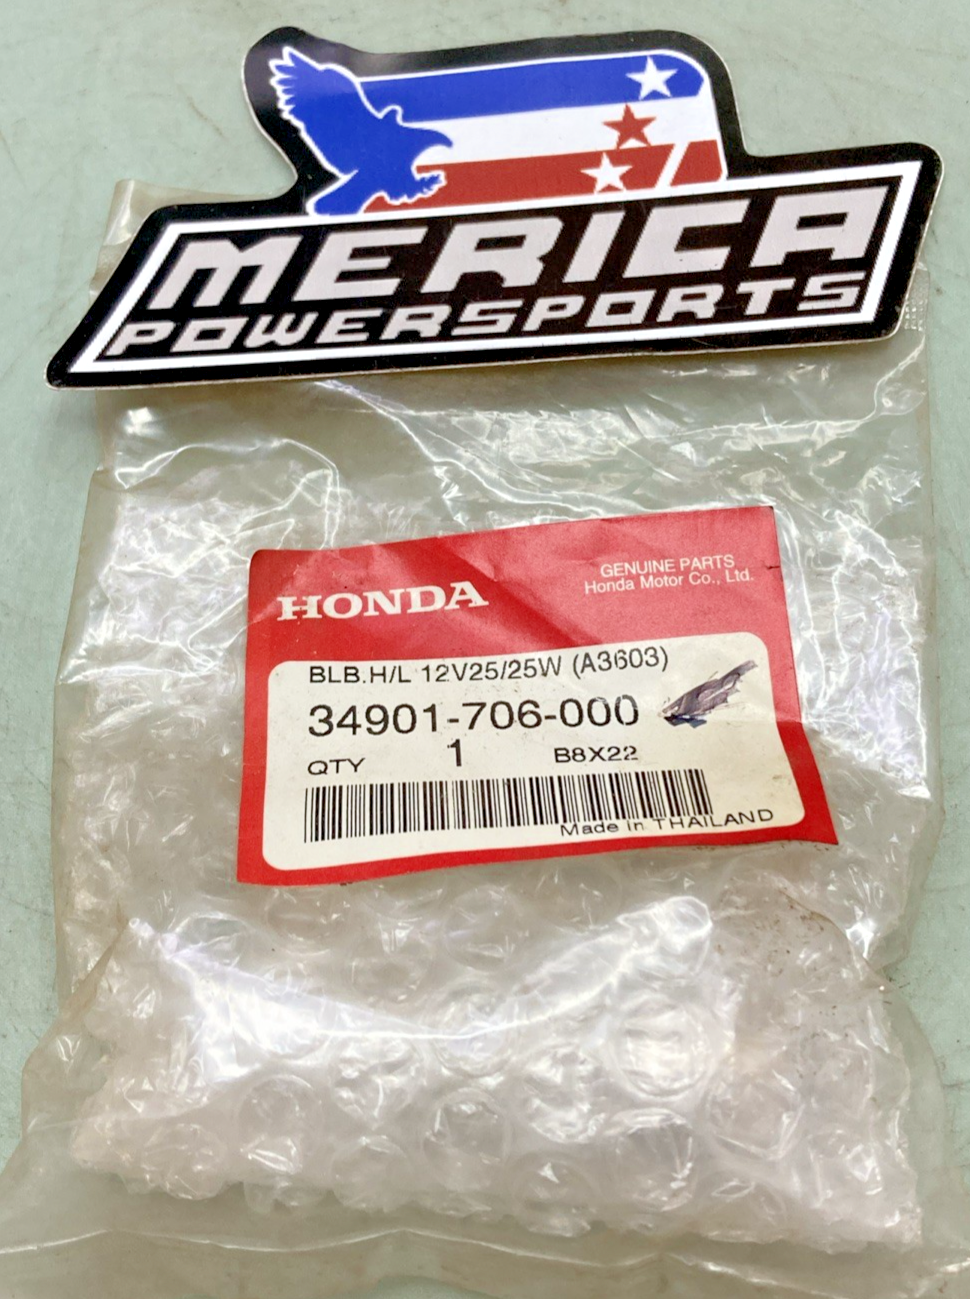 MERICA
POWERSPORTS
HONDA
GENUINE PARTS
Honda Motor Co., Ltd.
BLB.H/L 12V25/25W (A3603)
34901-706-000
QTY 1 B8X22
Made in THAILAND